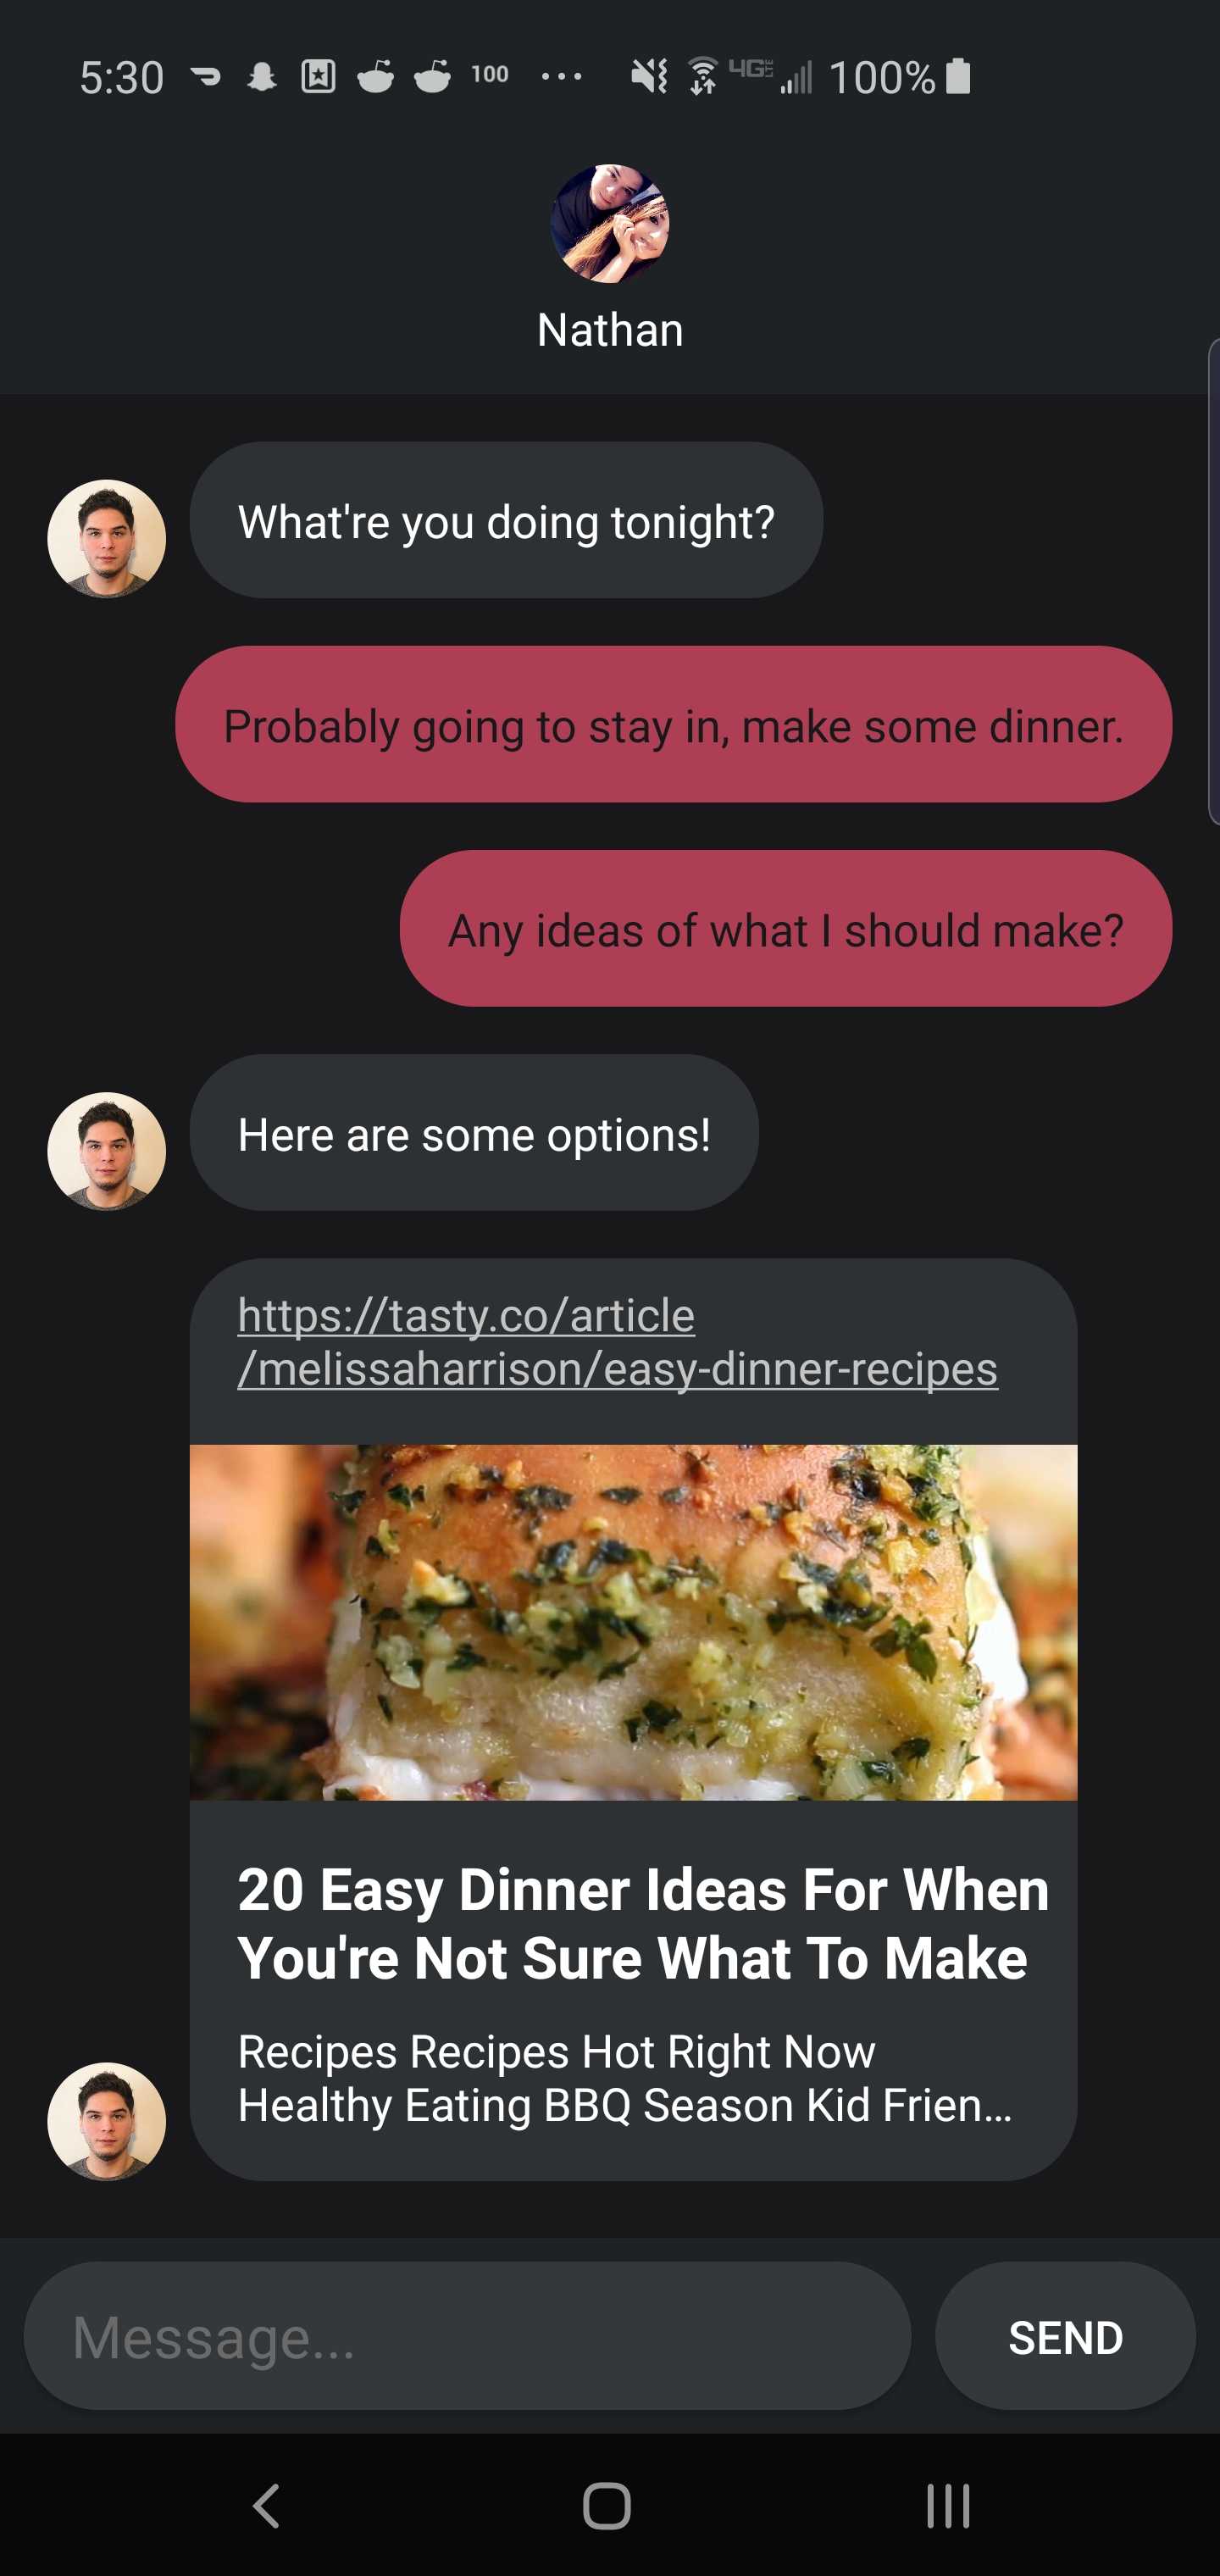 5:30 100 ... 4G LTE 100%
Nathan
What're you doing tonight?
Probably going to stay in, make some dinner.
Any ideas of what I should make?
Here are some options!
https://tasty.co/article
/melissaharrison/easy-dinner-recipes
20 Easy Dinner Ideas For When
You're Not Sure What To Make
Recipes Recipes Hot Right Now
Healthy Eating BBQ Season Kid Frien...
Message...
SEND